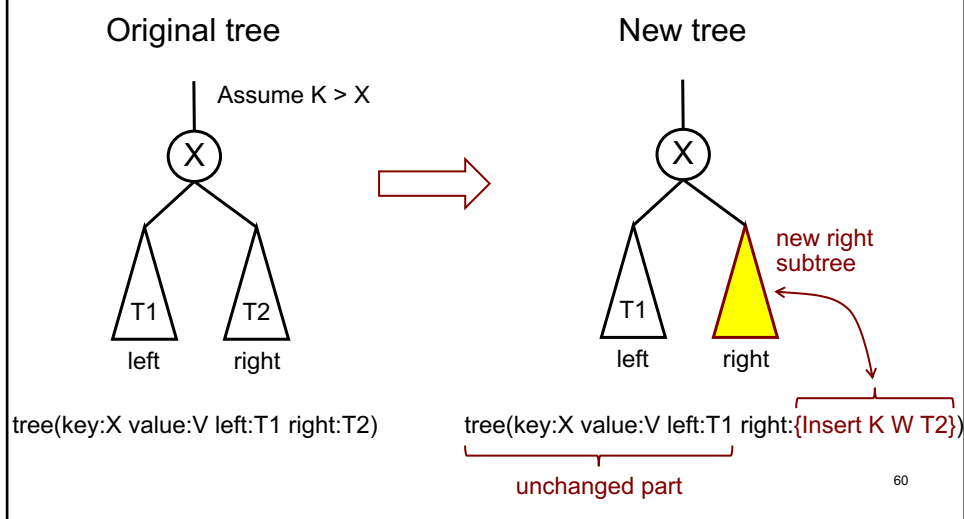 Original tree
Assume K > X
X
T1
T2
left
right
tree(key:X value:V left:T1 right:T2)
New tree
X
new right
subtree
T1
left
right
tree(key:X value:V left:T1 right:{Insert K W T2})
unchanged part
60